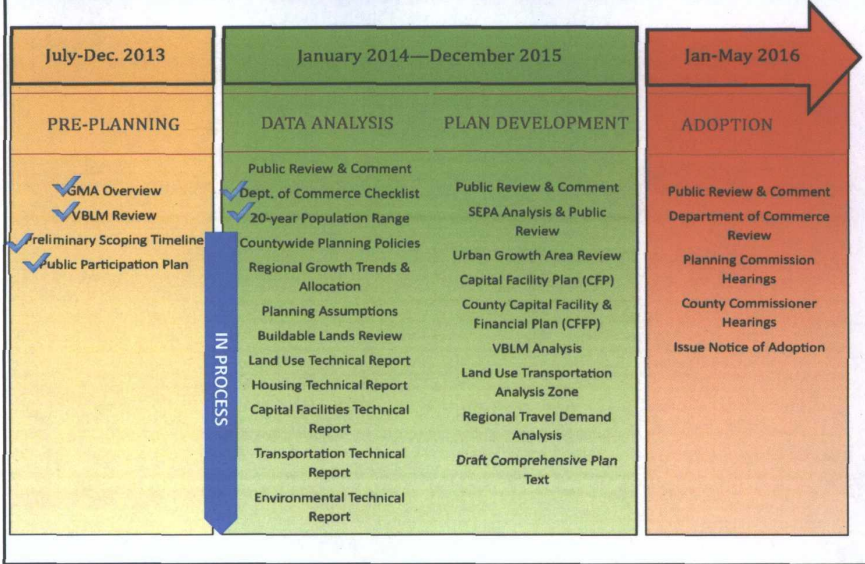 July-Dec. 2013
January 2014—December 2015
Jan-May 2016
PRE-PLANNING
DATA ANALYSIS
PLAN DEVELOPMENT
ADOPTION
GMA Overview
VBLM Review
Preliminary Scoping Timeline
Public Participation Plan
IN PROCESS
Public Review & Comment
Dept. of Commerce Checklist
20-year Population Range
Countywide Planning Policies
Regional Growth Trends &
Allocation
Planning Assumptions
Buildable Lands Review
Land Use Technical Report
Housing Technical Report
Capital Facilities Technical
Report
Transportation Technical
Report
Environmental Technical
Report
Public Review & Comment
SEPA Analysis & Public
Review
Urban Growth Area Review
Capital Facility Plan (CFP)
County Capital Facility &
Financial Plan (CFFP)
VBLM Analysis
Land Use Transportation
Analysis Zone
Regional Travel Demand
Analysis
Draft Comprehensive Plan
Text
Public Review & Comment
Department of Commerce
Review
Planning Commission
Hearings
County Commissioner
Hearings
Issue Notice of Adoption